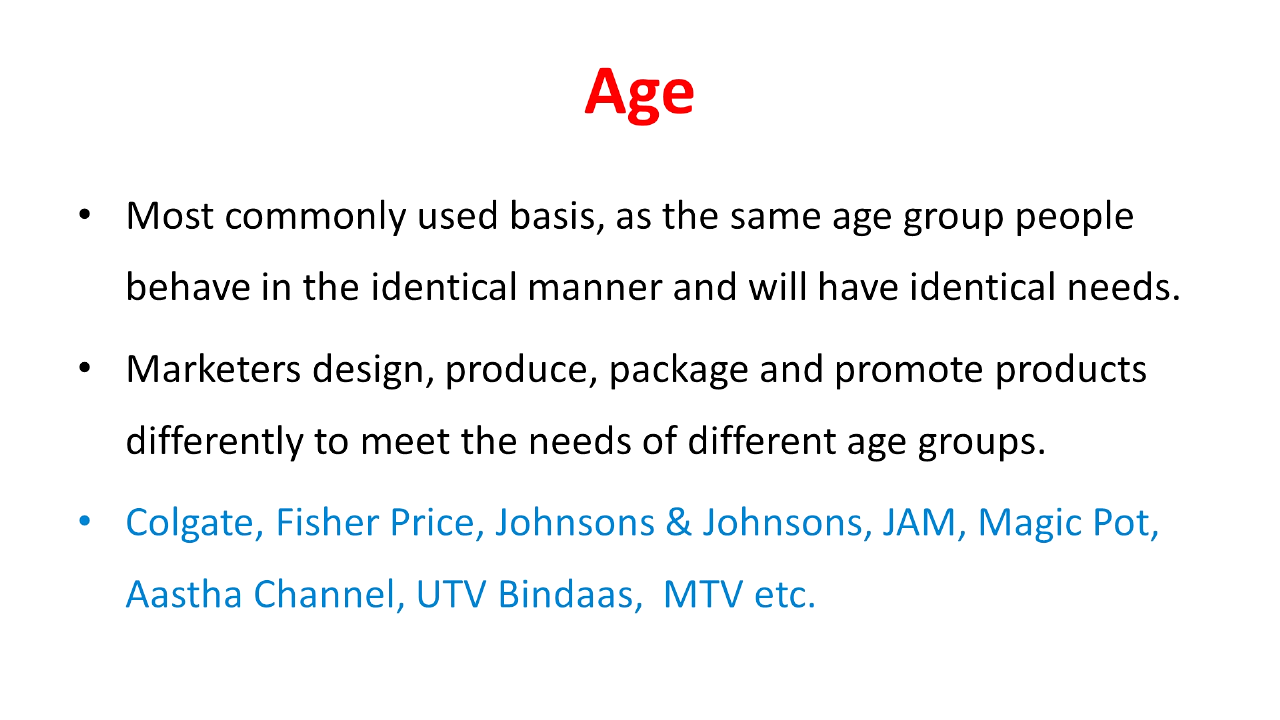 Age
• Most commonly used basis, as the same age group people
behave in the identical manner and will have identical needs.
• Marketers design, produce, package and promote products
differently to meet the needs of different age groups.
• Colgate, Fisher Price, Johnsons & Johnsons, JAM, Magic Pot,
Aastha Channel, UTV Bindaas, MTV etc.